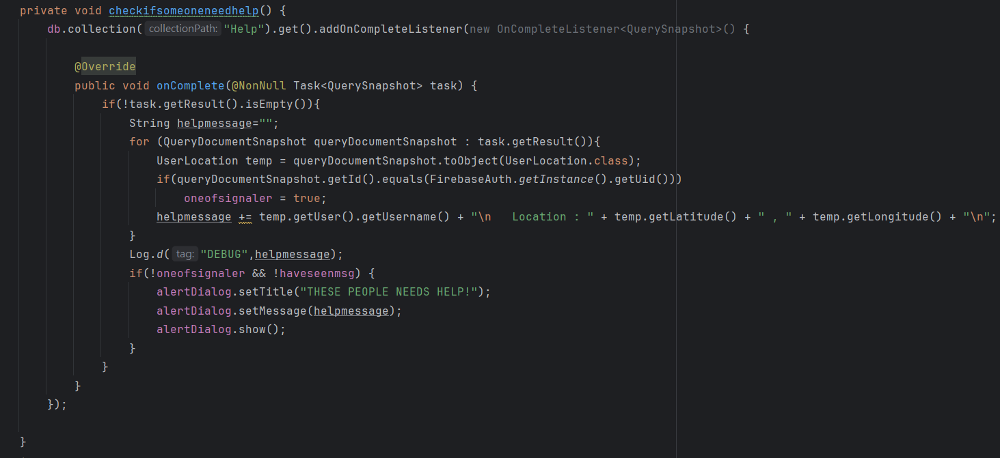 private void checkifsomeoneneedhelp() {
    db.collection( collectionPath: "Help").get().addOnCompleteListener(new OnCompleteListener<QuerySnapshot>() {
        @Override
        public void onComplete(@NonNull Task<QuerySnapshot> task) {
            if(!task.getResult().isEmpty()){
                String helpmessage="";
                for (QueryDocumentSnapshot queryDocumentSnapshot : task.getResult()){
                    UserLocation temp = queryDocumentSnapshot.toObject(UserLocation.class);
                    if(queryDocumentSnapshot.getId().equals(FirebaseAuth.getInstance().getUid()))
                        oneofsignaler = true;
                    helpmessage += temp.getUser().getUsername() + "\n   Location : " + temp.getLatitude() + " , " + temp.getLongitude() + "\n";
                }
                Log.d( tag: "DEBUG",helpmessage);
                if(!oneofsignaler && !haveseenmsg) {
                    alertDialog.setTitle("THESE PEOPLE NEEDS HELP!");
                    alertDialog.setMessage(helpmessage);
                    alertDialog.show();
                }
            }
        }
    });
}